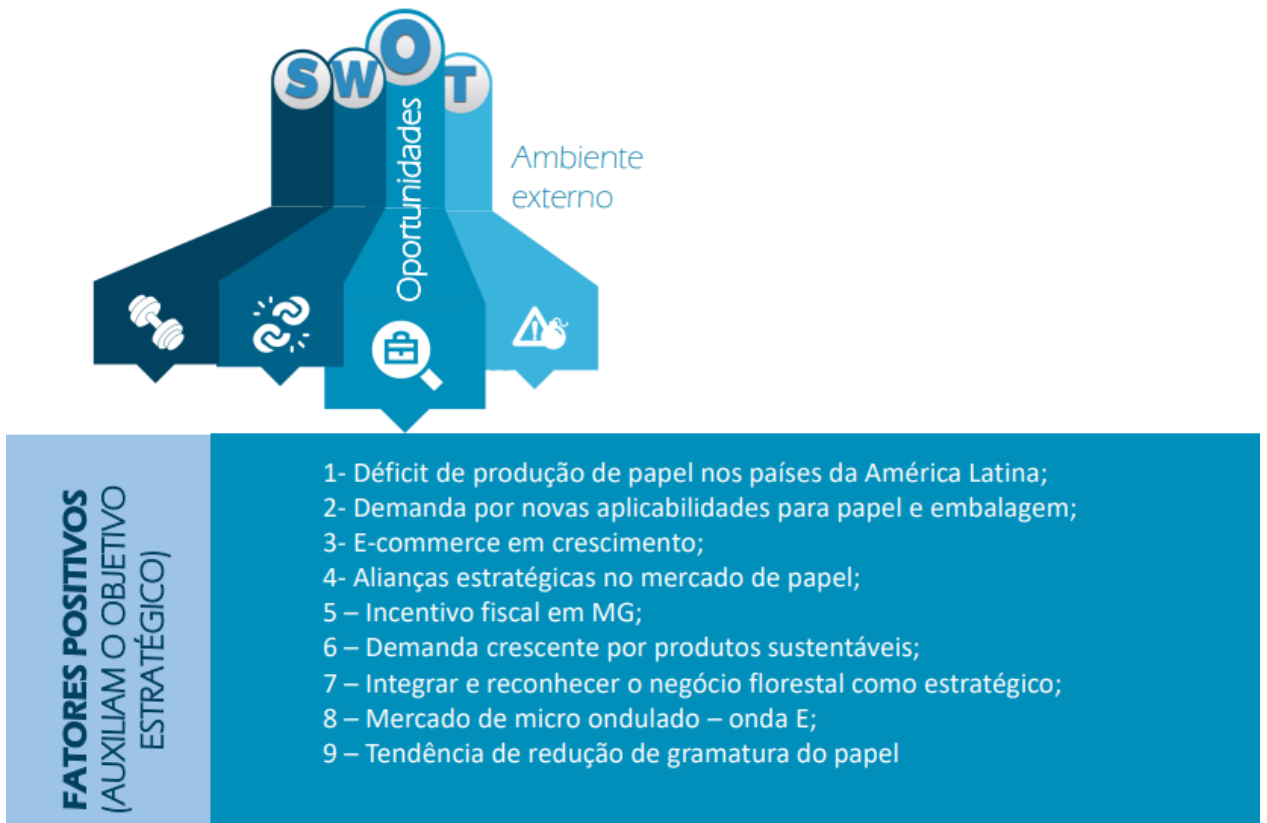 S W O T
Oportunidades
Ambiente
externo
FATORES POSITIVOS
(AUXILIAM O OBJETIVO
ESTRATÉGICO)
1- Déficit de produção de papel nos países da América Latina;
2- Demanda por novas aplicabilidades para papel e embalagem;
3- E-commerce em crescimento;
4- Alianças estratégicas no mercado de papel;
5 – Incentivo fiscal em MG;
6 – Demanda crescente por produtos sustentáveis;
7 – Integrar e reconhecer o negócio florestal como estratégico;
8 – Mercado de micro ondulado – onda E;
9 – Tendência de redução de gramatura do papel